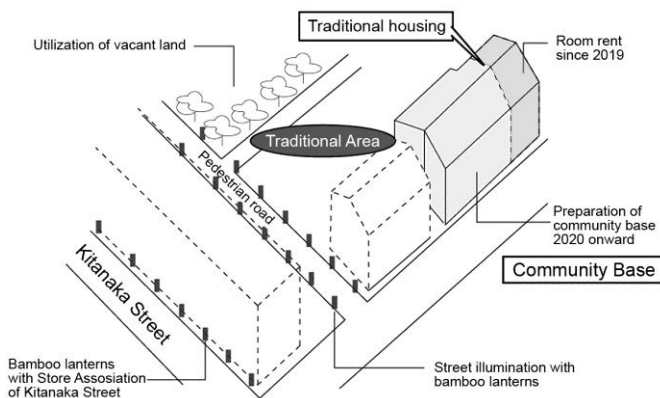 Traditional housing
Utilization of vacant land
Room rent
since 2019
Traditional Area
Pedestrian road
Preparation of
community base
2020 onward
Community Base
Kitanaka Street
Bamboo lanterns
with Store Assosiation
of Kitanaka Street
Street illumination with
bamboo lanterns